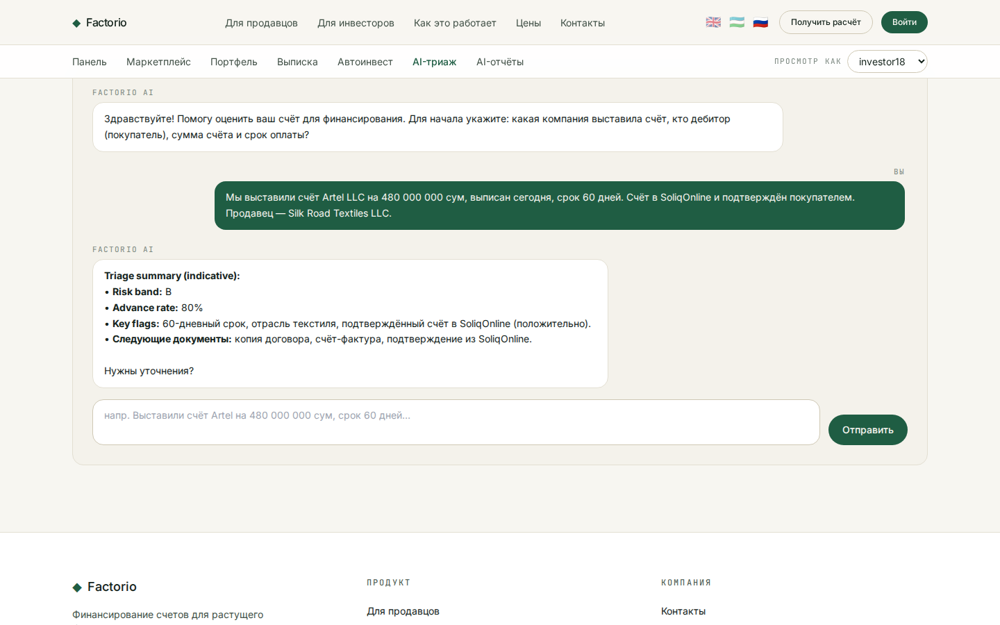 Factorio
Для продавцов
Для инвесторов
Как это работает
Цены
Контакты
Получить расчёт
Войти
Панель
Маркетплейс
Портфель
Выписка
Автоинвест
AI-триаж
AI-отчёты
ПРОСМОТР КАК
investor18
FACTORIO AI
Здравствуйте! Помогу оценить ваш счёт для финансирования. Для начала укажите: какая компания выставила счёт, кто дебитор
(покупатель), сумма счёта и срок оплаты?
ВЫ
Мы выставили счёт Artel LLC на 480 000 000 сум, выписан сегодня, срок 60 дней. Счёт в SoliqOnline и подтверждён покупателем.
Продавец — Silk Road Textiles LLC.
FACTORIO AI
Triage summary (indicative):
• Risk band: B
• Advance rate: 80%
• Key flags: 60-дневный срок, отрасль текстиля, подтверждённый счёт в SoliqOnline (положительно).
• Следующие документы: копия договора, счёт-фактура, подтверждение из SoliqOnline.
Нужны уточнения?
напр. Выставили счёт Artel на 480 000 000 сум, срок 60 дней...
Отправить
Factorio
Финансирование счетов для растущего
ПРОДУКТ
Для продавцов
КОМПАНИЯ
Контакты